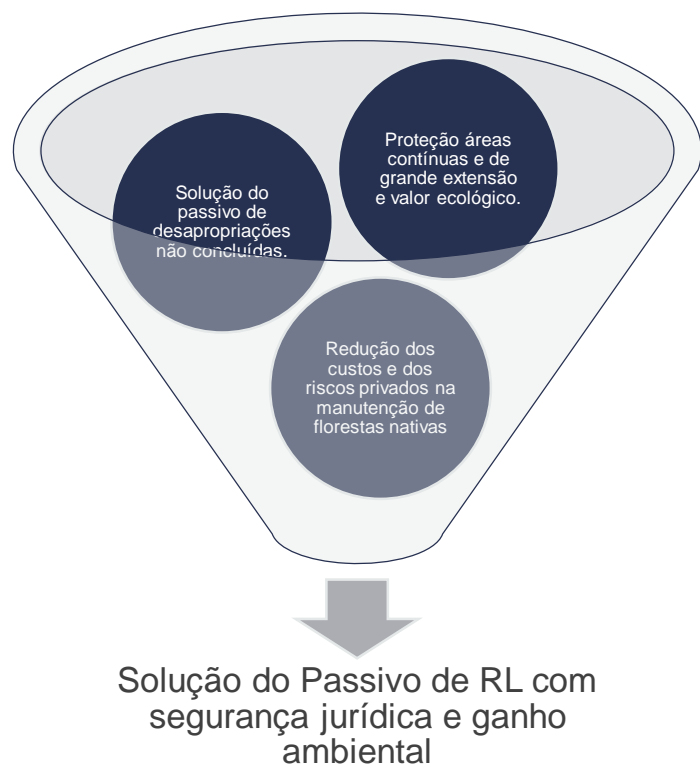 Proteção áreas
contínuas e de
grande extensão
e valor ecológico.
Solução do
passivo de
desapropriações
não concluídas.
Redução dos
custos e dos
riscos privados na
manutenção de
florestas nativas
Solução do Passivo de RL com
segurança jurídica e ganho
ambiental